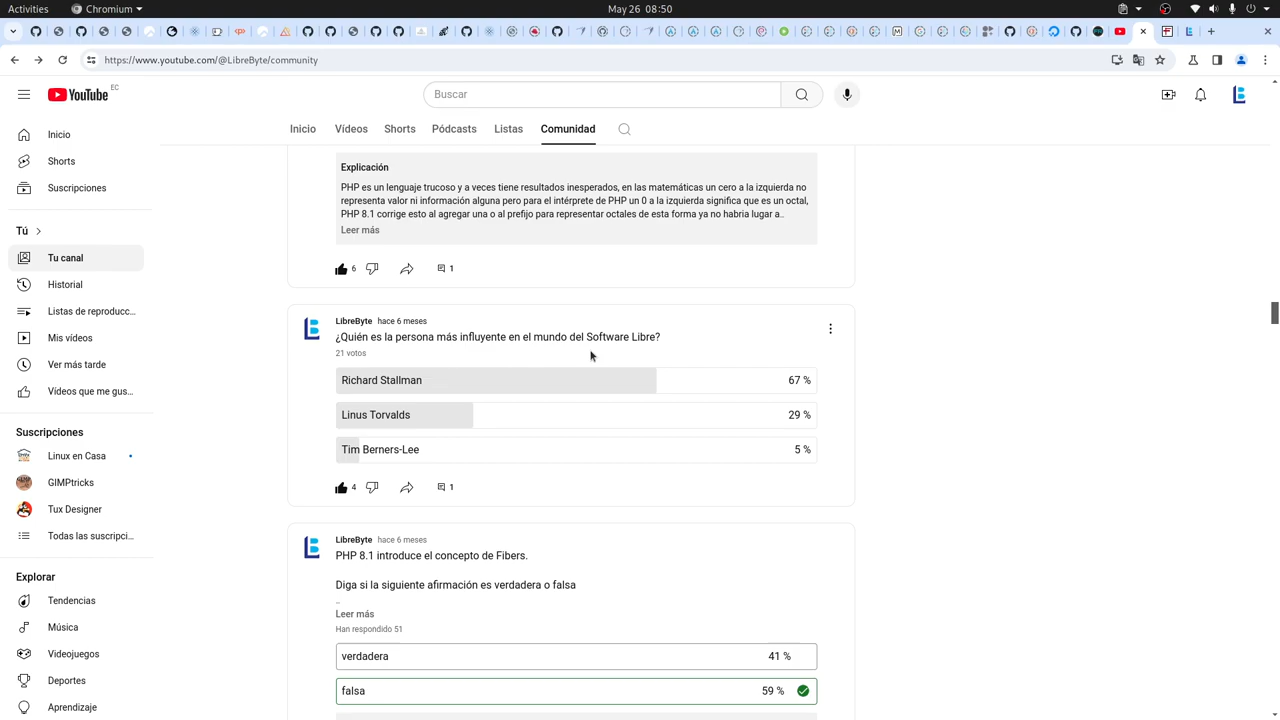 Activities
Chromium
May 26 08:50
https://www.youtube.com/@LibreByte/community
YouTube EC
Buscar
Inicio
Shorts
Suscripciones
Tú
Tu canal
Historial
Listas de reproducc...
Mis vídeos
Ver más tarde
Vídeos que me gus...
Suscripciones
Linux en Casa
GIMPtricks
Tux Designer
Todas las suscripci...
Explorar
Tendencias
Música
Videojuegos
Deportes
Aprendizaje
Inicio Vídeos Shorts Pódcasts Listas Comunidad
Explicación
PHP es un lenguaje trucoso y a veces tiene resultados inesperados, en las matemáticas un cero a la izquierda no
representa valor ni información alguna pero para el intérprete de PHP un 0 a la izquierda significa que es un octal,
PHP 8.1 corrige esto al agregar una o al prefijo para representar octales de esta forma ya no habria lugar a..
Leer más
6 1
LibreByte hace 6 meses
¿Quién es la persona más influyente en el mundo del Software Libre?
21 votos
Richard Stallman 67 %
Linus Torvalds 29 %
Tim Berners-Lee 5 %
4 1
LibreByte hace 6 meses
PHP 8.1 introduce el concepto de Fibers.
Diga si la siguiente afirmación es verdadera o falsa
..
Leer más
Han respondido 51
verdadera 41 %
falsa 59 %